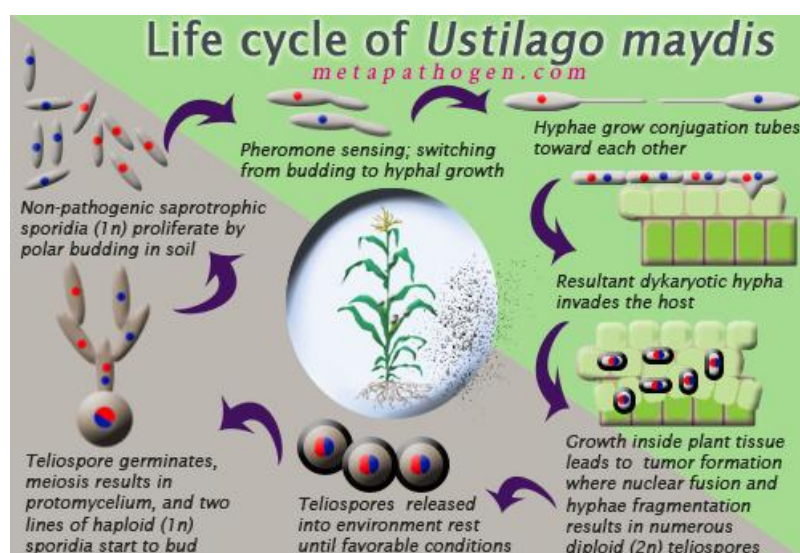 Life cycle of Ustilago maydis
metapathogen.com
Non-pathogenic saprotrophic
sporidia (1n) proliferate by
polar budding in soil
Pheromone sensing; switching
from budding to hyphal growth
Hyphae grow conjugation tubes
toward each other
Resultant dykaryotic hypha
invades the host
Growth inside plant tissue
leads to tumor formation
where nuclear fusion and
hyphae fragmentation
results in numerous
diploid (2n) teliospores
Teliospores released
into environment rest
until favorable conditions
Teliospore germinates,
meiosis results in
protomycelium, and two
lines of haploid (1n)
sporidia start to bud